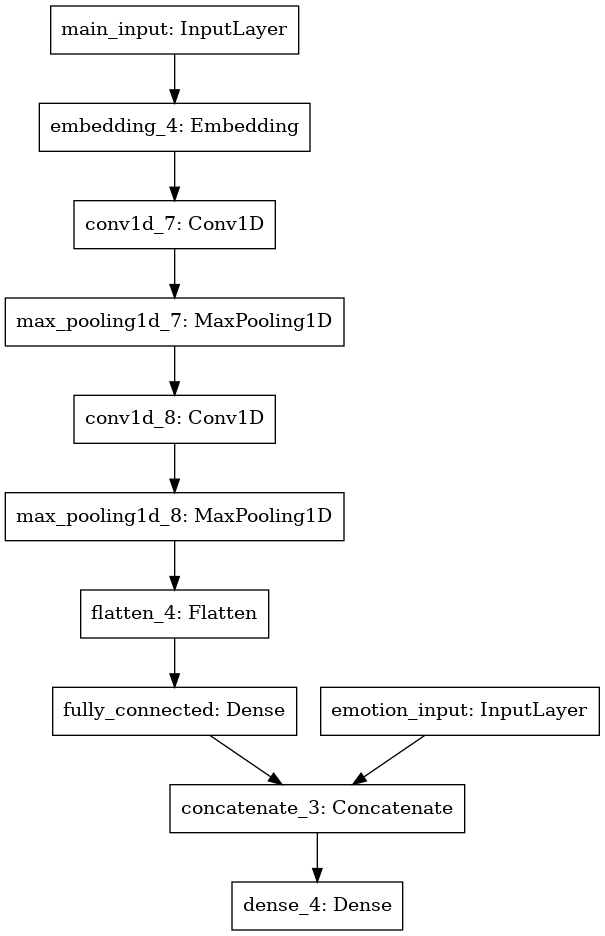 main_input: InputLayer
embedding_4: Embedding
conv1d_7: Conv1D
max_pooling1d_7: MaxPooling1D
conv1d_8: Conv1D
max_pooling1d_8: MaxPooling1D
flatten_4: Flatten
fully_connected: Dense
emotion_input: InputLayer
concatenate_3: Concatenate
dense_4: Dense